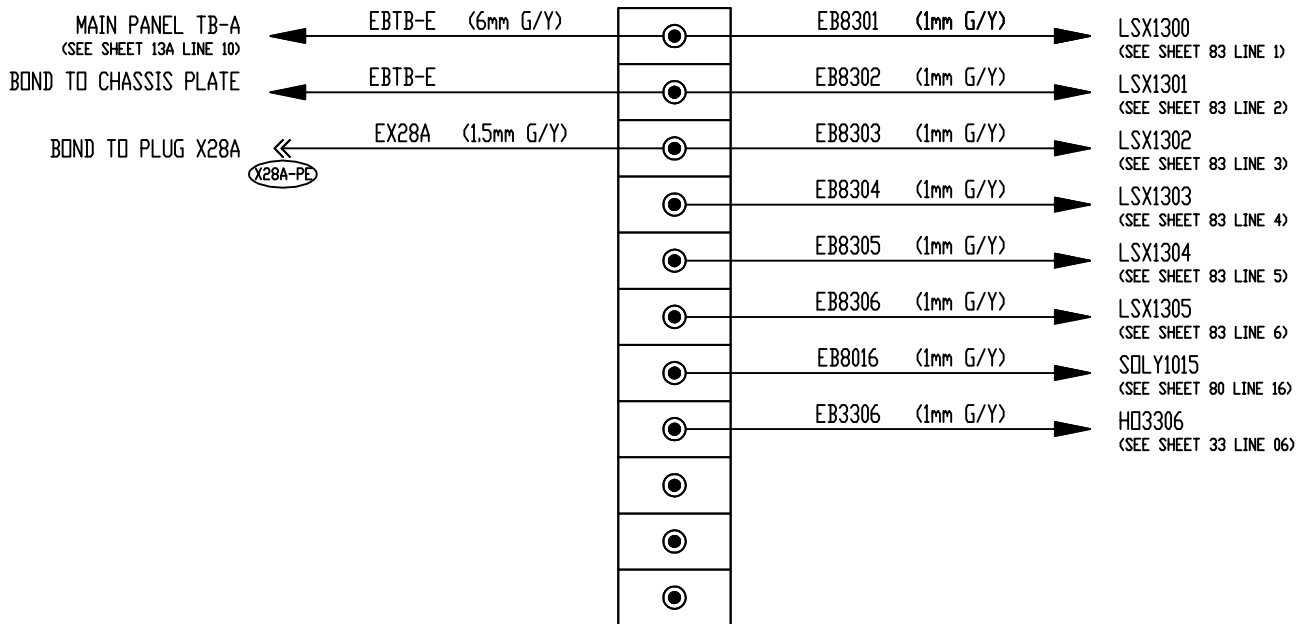 MAIN PANEL TB-A
(SEE SHEET 13A LINE 10)
EBTB-E (6mm G/Y)
EB8301 (1mm G/Y)
LSX1300
(SEE SHEET 83 LINE 1)
BOND TO CHASSIS PLATE
EBTB-E
EB8302 (1mm G/Y)
LSX1301
(SEE SHEET 83 LINE 2)
BOND TO PLUG X28A
X28A-PE
EX28A (1.5mm G/Y)
EB8303 (1mm G/Y)
LSX1302
(SEE SHEET 83 LINE 3)
EB8304 (1mm G/Y)
LSX1303
(SEE SHEET 83 LINE 4)
EB8305 (1mm G/Y)
LSX1304
(SEE SHEET 83 LINE 5)
EB8306 (1mm G/Y)
LSX1305
(SEE SHEET 83 LINE 6)
EB8016 (1mm G/Y)
SOLY1015
(SEE SHEET 80 LINE 16)
EB3306 (1mm G/Y)
HO3306
(SEE SHEET 33 LINE 06)